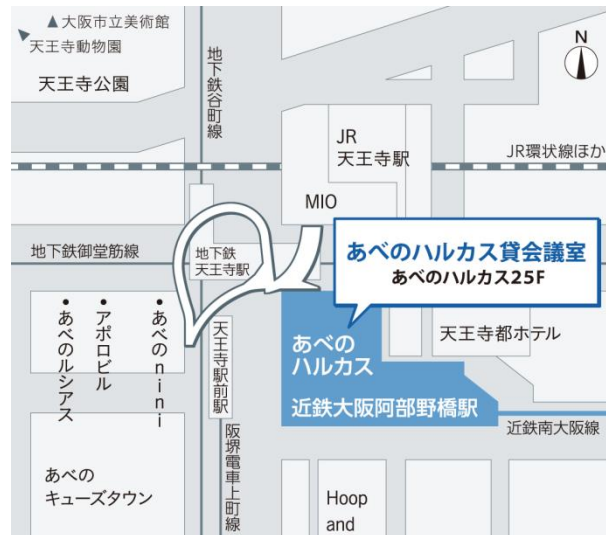 ▲大阪市立美術館
天王寺動物園
天王寺公園
地下鉄谷町線
N
JR
天王寺駅
JR環状線ほか
MIO
地下鉄御堂筋線
地下鉄
天王寺駅
あべのハルカス貸会議室
あべのハルカス25F
•あべのnini
•アポロビル
•あべのルシアス
天王寺駅前駅
あべの
ハルカス
天王寺都ホテル
近鉄大阪阿部野橋駅
近鉄南大阪線
阪堺電車上町線
あべの
キューズタウン
Hoop
and